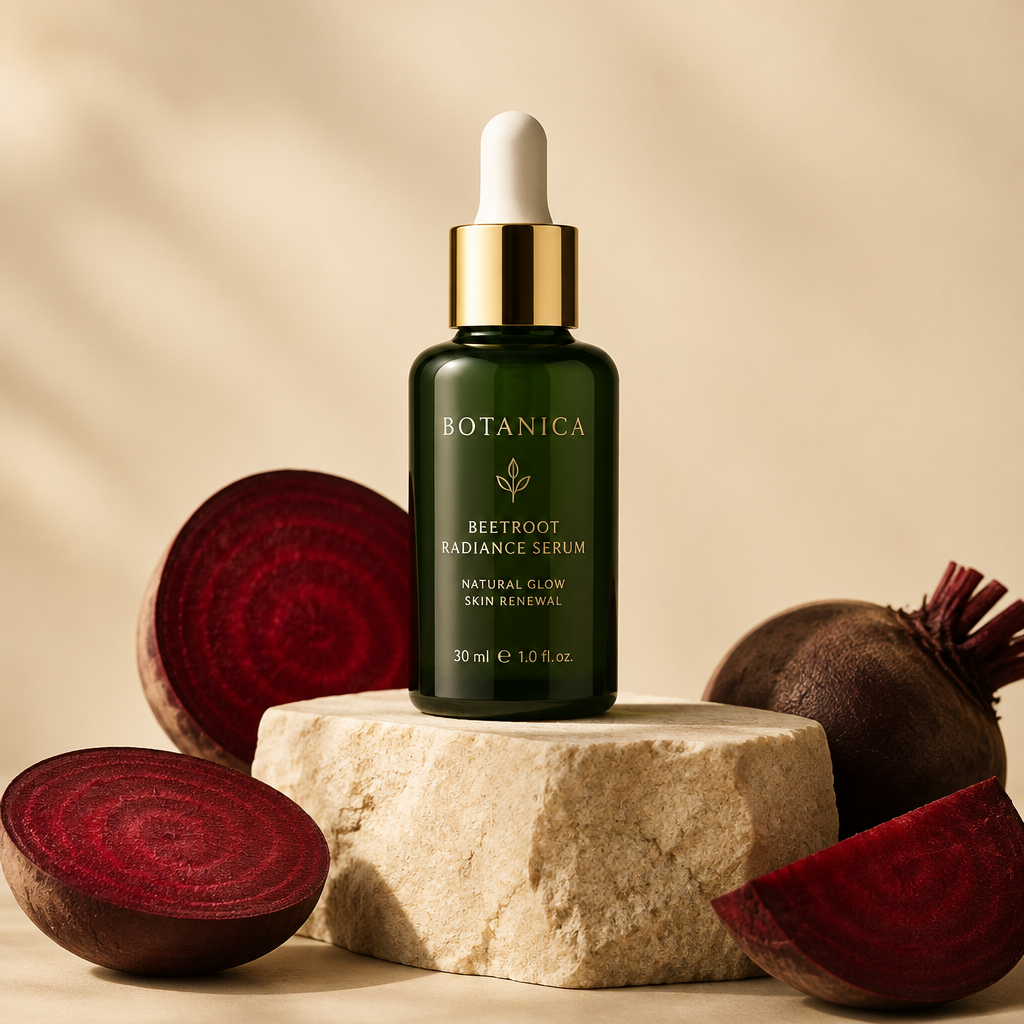 BOTANICA
BEETROOT
RADIANCE SERUM
NATURAL GLOW
SKIN RENEWAL
30 ml ℮ 1.0 fl.oz.